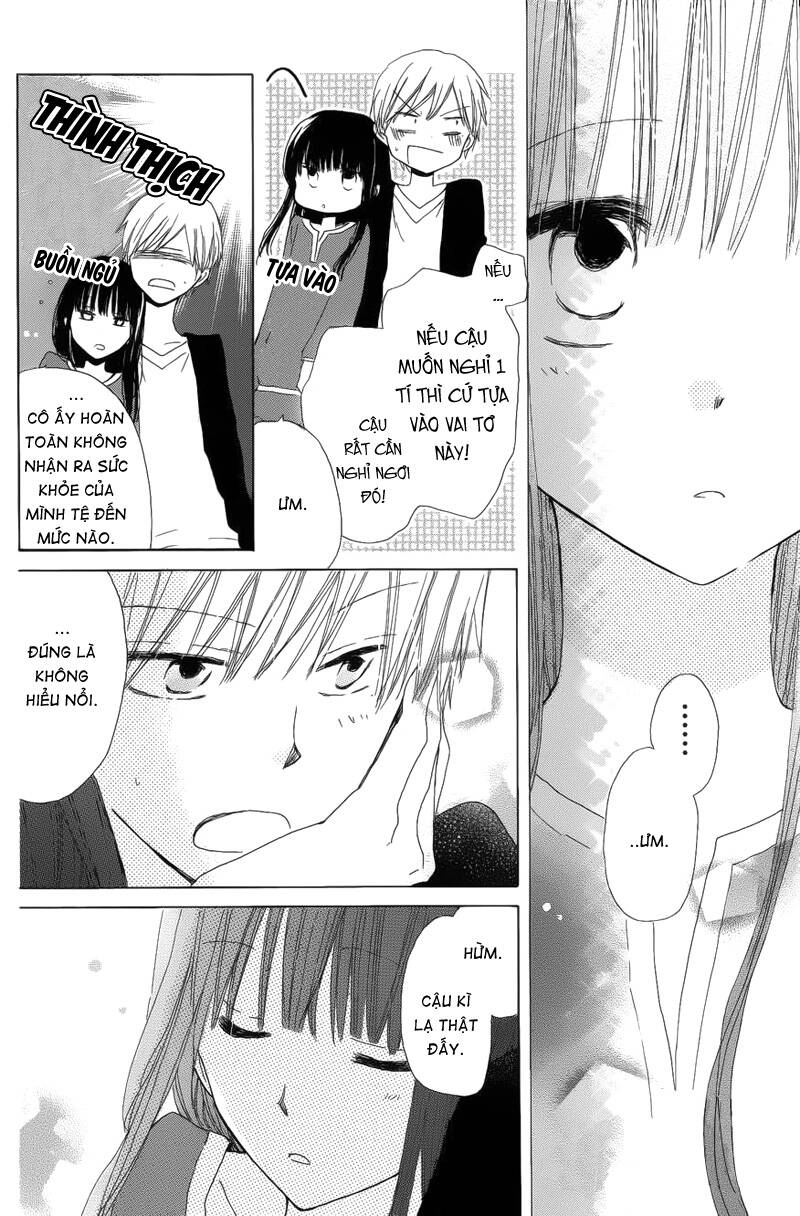 ..ƯM.
NẾU
...
NẾU CẬU
MUỐN NGHỈ 1
TÍ THÌ CỨ TỰA
VÀO VAI TỚ
NÀY!
CẬU
RẤT CẦN
NGHỈ NGƠI
ĐÓ!
TỰA VÀO
ƯM.
THÌNH THỊCH
BUỒN NGỦ
...
CÔ ẤY HOÀN
TOÀN KHÔNG
NHẬN RA SỨC
KHỎE CỦA
MÌNH TỆ ĐẾN
MỨC NÀO.
...
ĐÚNG LÀ
KHÔNG
HIỂU NỔI.
HỪM.
CẬU KÌ
LẠ THẬT
ĐẤY.